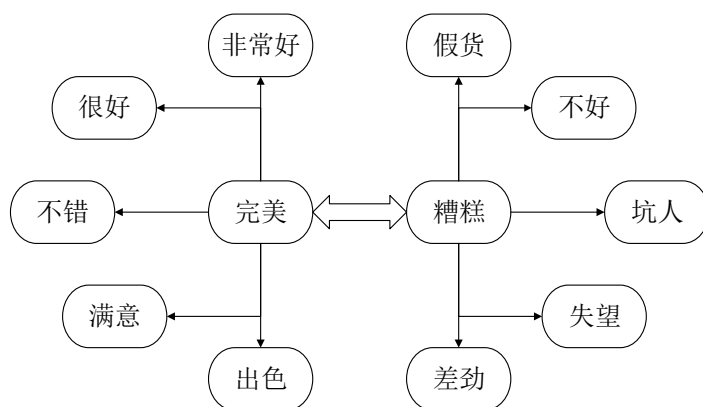 非常好
假货
很好
不好
不错
完美
糟糕
坑人
满意
失望
出色
差劲